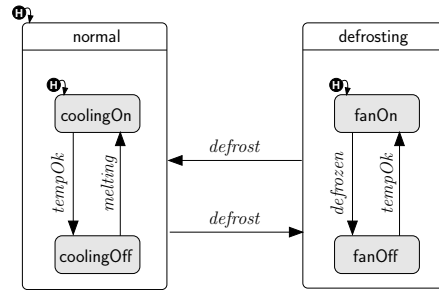 H
normal
defrosting
H
H
coolingOn
fanOn
tempOk
melting
defrost
defrozen
tempOk
defrost
coolingOff
fanOff